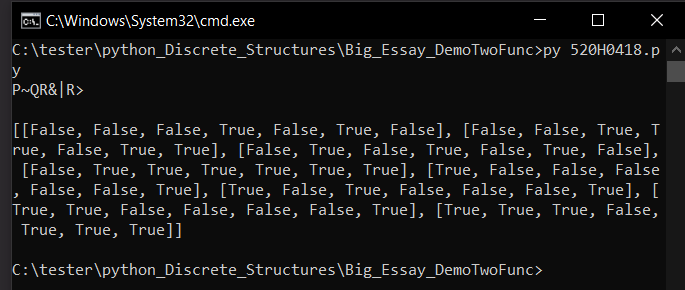 C:\Windows\System32\cmd.exe
C:\tester\python_Discrete_Structures\Big_Essay_DemoTwoFunc>py 520H0418.p
y
P~QR&|R>
[[False, False, False, True, False, True, False], [False, False, True, T
rue, False, True, True], [False, True, False, True, False, True, False],
 [False, True, True, True, True, True, True], [True, False, False, False
, False, False, True], [True, False, True, False, False, False, True], [
True, True, False, False, False, False, True], [True, True, True, False,
 True, True, True]]
C:\tester\python_Discrete_Structures\Big_Essay_DemoTwoFunc>